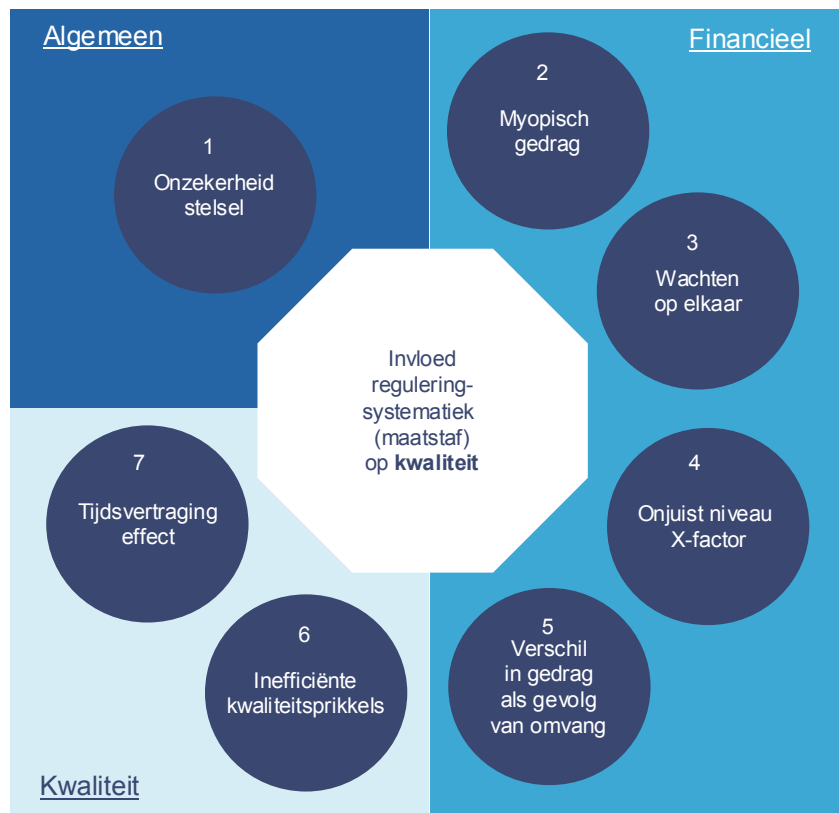 Algemeen
Financieel
1
Onzekerheid
stelsel
2
Myopisch
gedrag
3
Wachten
op elkaar
Invloed
regulering-
systematiek
(maatstaf)
op kwaliteit
4
Onjuist niveau
X-factor
5
Verschil
in gedrag
als gevolg
van omvang
6
Inefficiënte
kwaliteitsprikkels
7
Tijdsvertraging
effect
Kwaliteit